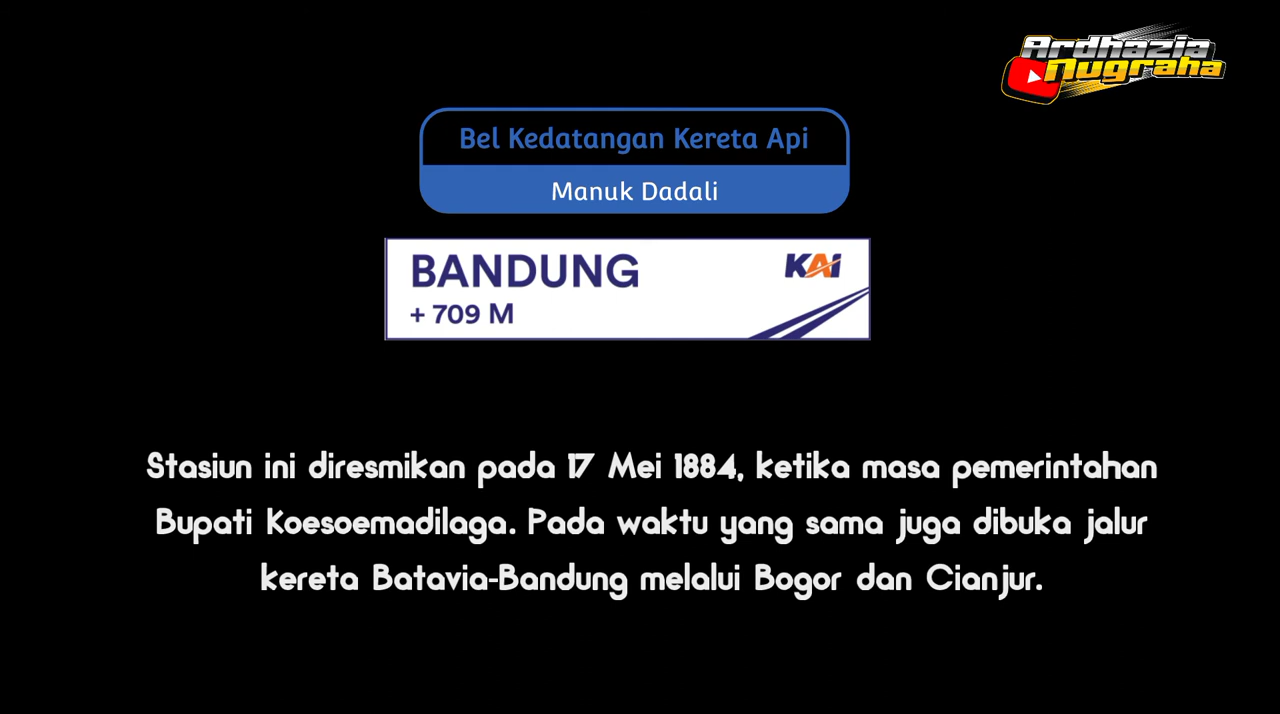 Ardhazia
Nugraha
Bel Kedatangan Kereta Api
Manuk Dadali
BANDUNG
KAI
+ 709 M
Stasiun ini diresmikan pada 17 Mei 1884, ketika masa pemerintahan
Bupati Koesoemadilaga. Pada waktu yang sama juga dibuka jalur
kereta Batavia-Bandung melalui Bogor dan Cianjur.